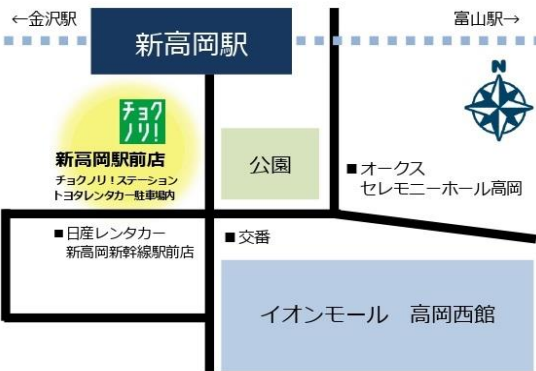 ←金沢駅
富山駅→
新高岡駅
N
チョク
ノリ!
新高岡駅前店
チョクノリ!ステーション
トヨタレンタカー駐車場内
公園
■オークス
セレモニーホール高岡
■日産レンタカー
新高岡新幹線駅前店
■交番
イオンモール 高岡西館